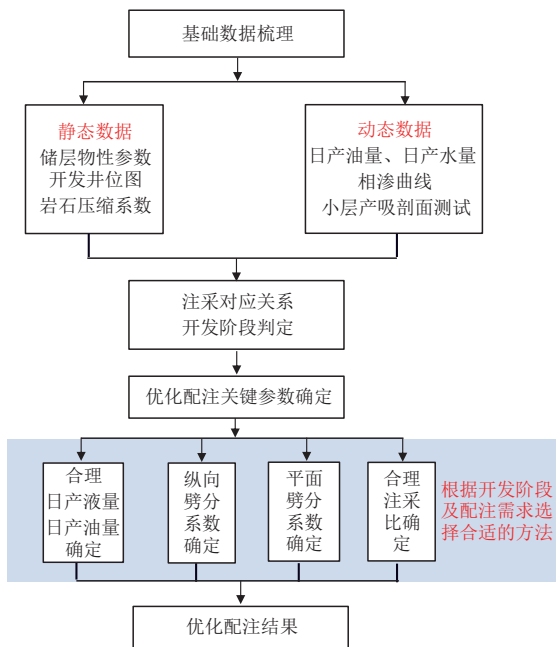 基础数据梳理
静态数据
储层物性参数
开发井位图
岩石压缩系数
动态数据
日产油量、日产水量
相渗曲线
小层产吸剖面测试
注采对应关系
开发阶段判定
优化配注关键参数确定
合理
日产液量
日产油量
确定
纵向
劈分
系数
确定
平面
劈分
系数
确定
合理
注采
比确
定
根据开发阶段
及配注需求选
择合适的方法
优化配注结果